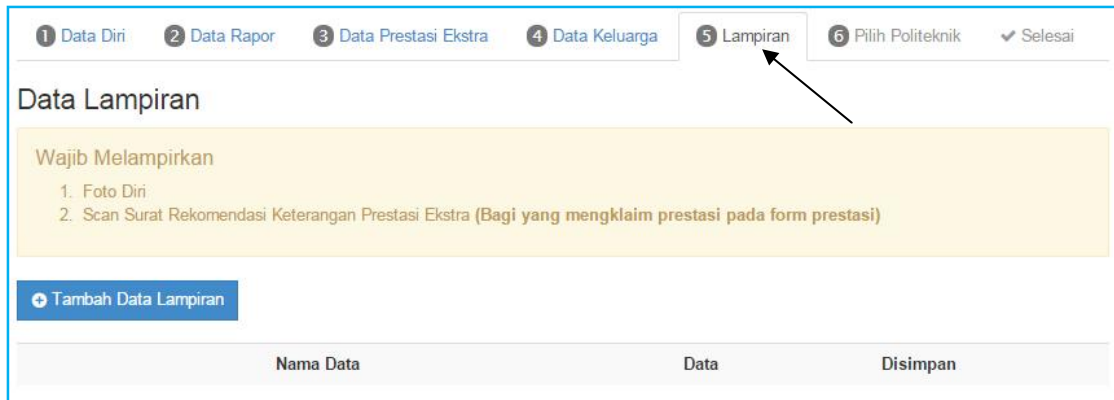 1 Data Diri 2 Data Rapor 3 Data Prestasi Ekstra 4 Data Keluarga 5 Lampiran 6 Pilih Politeknik Selesai
Data Lampiran
Wajib Melampirkan
1. Foto Diri
2. Scan Surat Rekomendasi Keterangan Prestasi Ekstra (Bagi yang mengklaim prestasi pada form prestasi)
Tambah Data Lampiran
Nama Data Data Disimpan